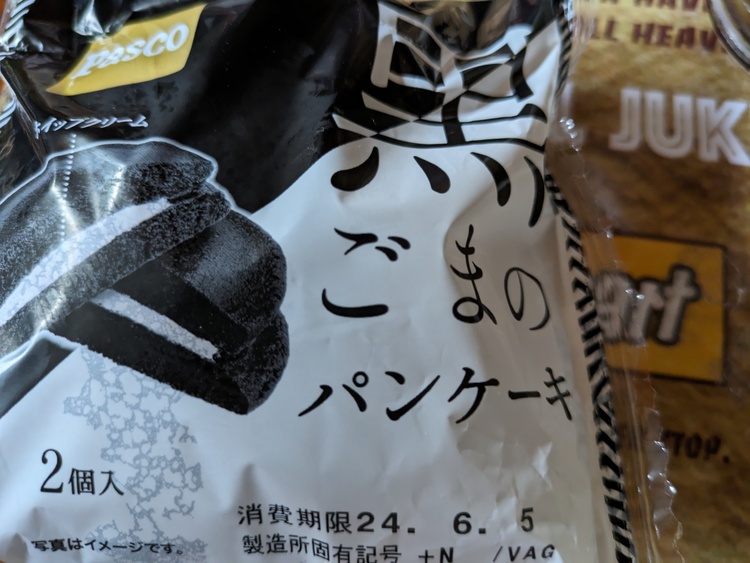 Pasco
ホイップクリーム
黒
ごまの
パンケーキ
2個入
写真はイメージです。
消費期限24. 6. 5
製造所固有記号 +N /VAG
JUK
art
TOP.